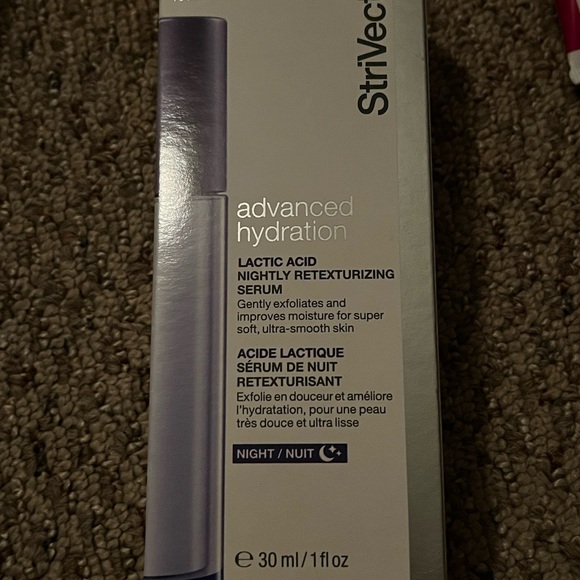 StriVect
advanced
hydration
LACTIC ACID
NIGHTLY RETEXTURIZING
SERUM
Gently exfoliates and
improves moisture for super
soft, ultra-smooth skin
ACIDE LACTIQUE
SÉRUM DE NUIT
RETEXTURISANT
Exfolie en douceur et améliore
l'hydratation, pour une peau
très douce et ultra lisse
NIGHT / NUIT
℮ 30 ml/1 fl oz